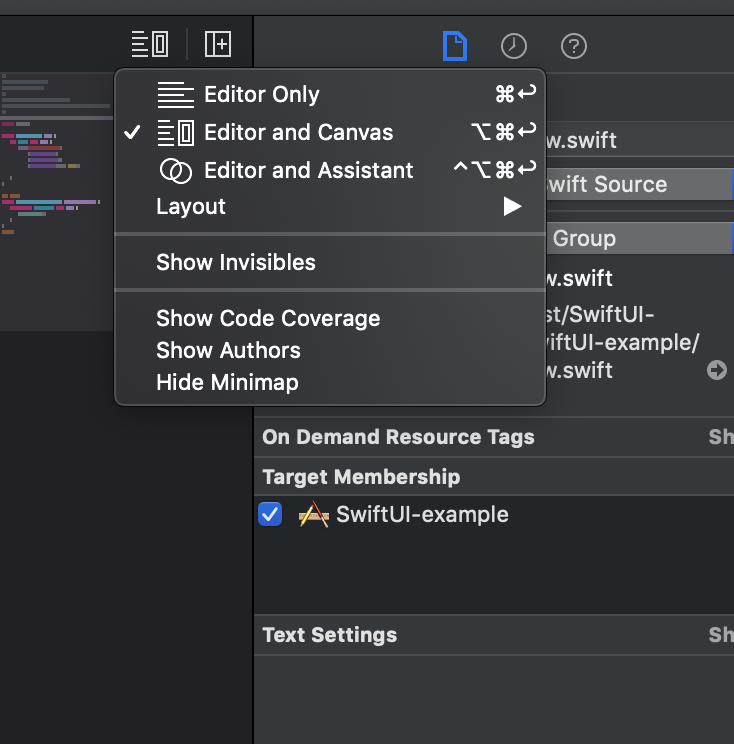 Editor Only ⌘↩
✓ Editor and Canvas ⌥⌘↩
Editor and Assistant ^⌥⌘↩
Layout ▶
Show Invisibles
Show Code Coverage
Show Authors
Hide Minimap
?
w.swift
wift Source
Group
w.swift
st/SwiftUI-
iftUI-example/
w.swift
On Demand Resource Tags Sh
Target Membership
SwiftUI-example
Text Settings Sh